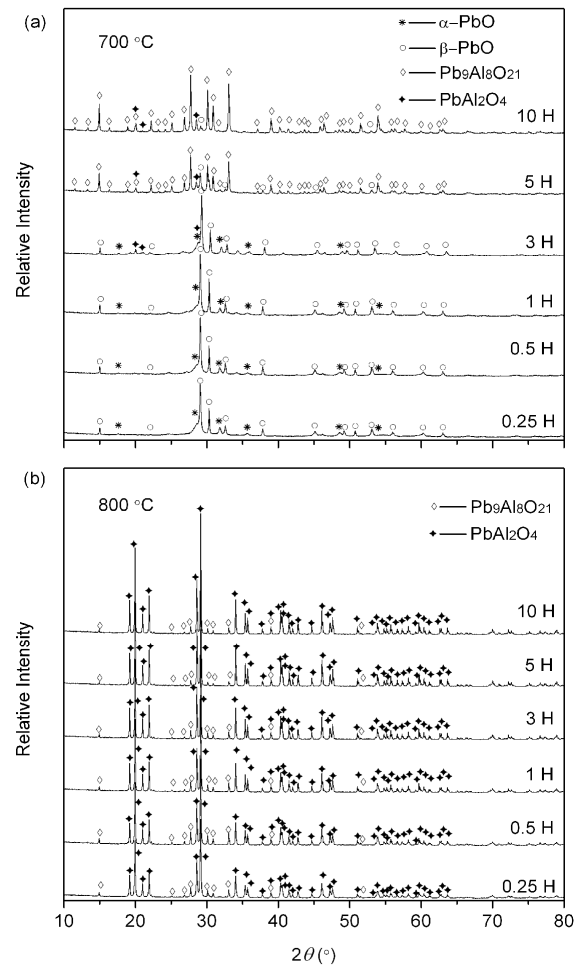 (a)
700 °C
✷ — α−PbO
○ — β−PbO
◇ — Pb₉Al₈O₂₁
✦ — PbAl₂O₄
10 H
5 H
3 H
1 H
0.5 H
0.25 H
Relative Intensity
(b)
800 °C
◇ — Pb₉Al₈O₂₁
✦ — PbAl₂O₄
10 H
5 H
3 H
1 H
0.5 H
0.25 H
Relative Intensity
10 20 30 40 50 60 70 80
2θ (°)